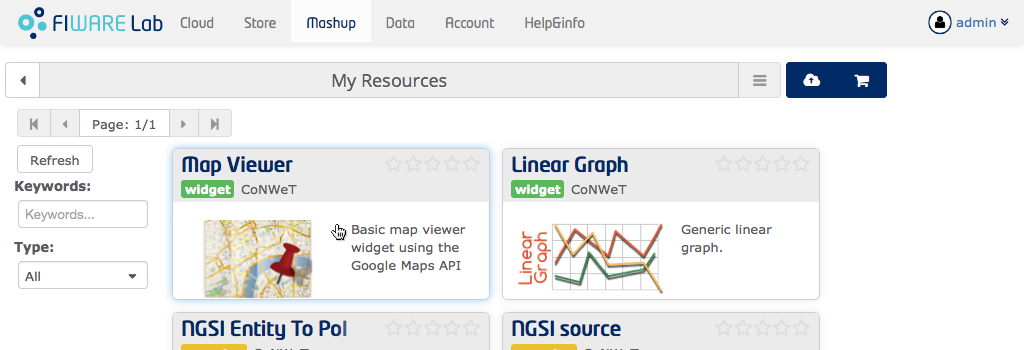 FIWARE Lab Cloud Store Mashup Data Account Help&info admin
My Resources
Page: 1/1
Refresh
Keywords:
Keywords...
Type:
All
Map Viewer
widget CoNWeT
Basic map viewer
widget using the
Google Maps API
Linear Graph
widget CoNWeT
Linear
Graph
Generic linear
graph.
NGSI Entity To PoI
NGSI source